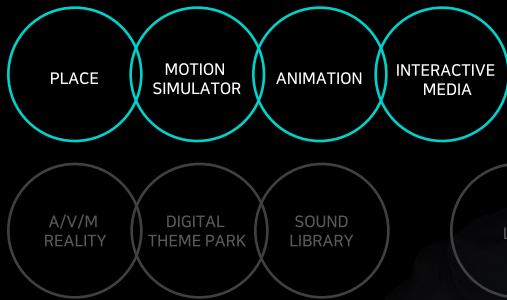 PLACE
MOTION
SIMULATOR
ANIMATION
INTERACTIVE
MEDIA
A/V/M
REALITY
DIGITAL
THEME PARK
SOUND
LIBRARY